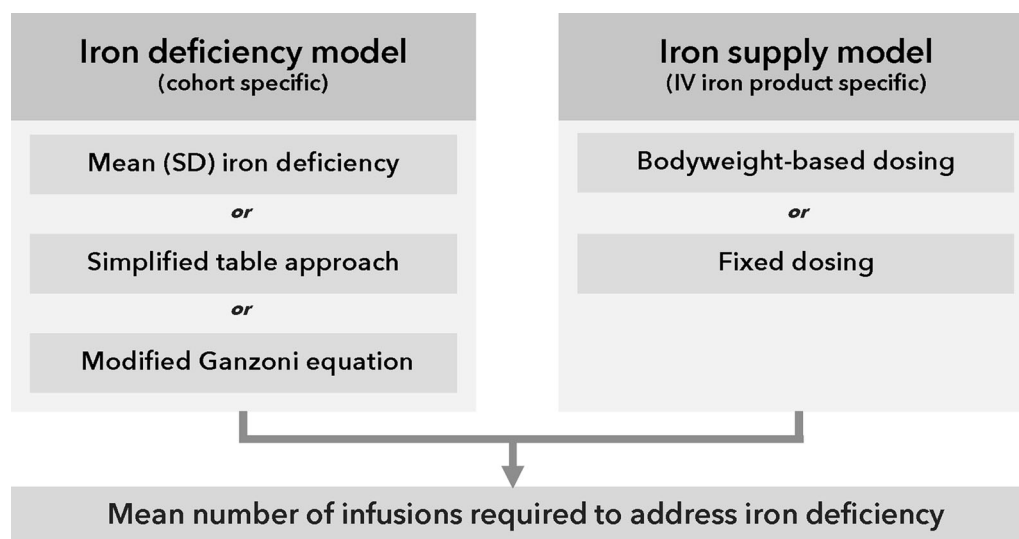 Iron deficiency model
(cohort specific)
Mean (SD) iron deficiency
or
Simplified table approach
or
Modified Ganzoni equation
Iron supply model
(IV iron product specific)
Bodyweight-based dosing
or
Fixed dosing
Mean number of infusions required to address iron deficiency